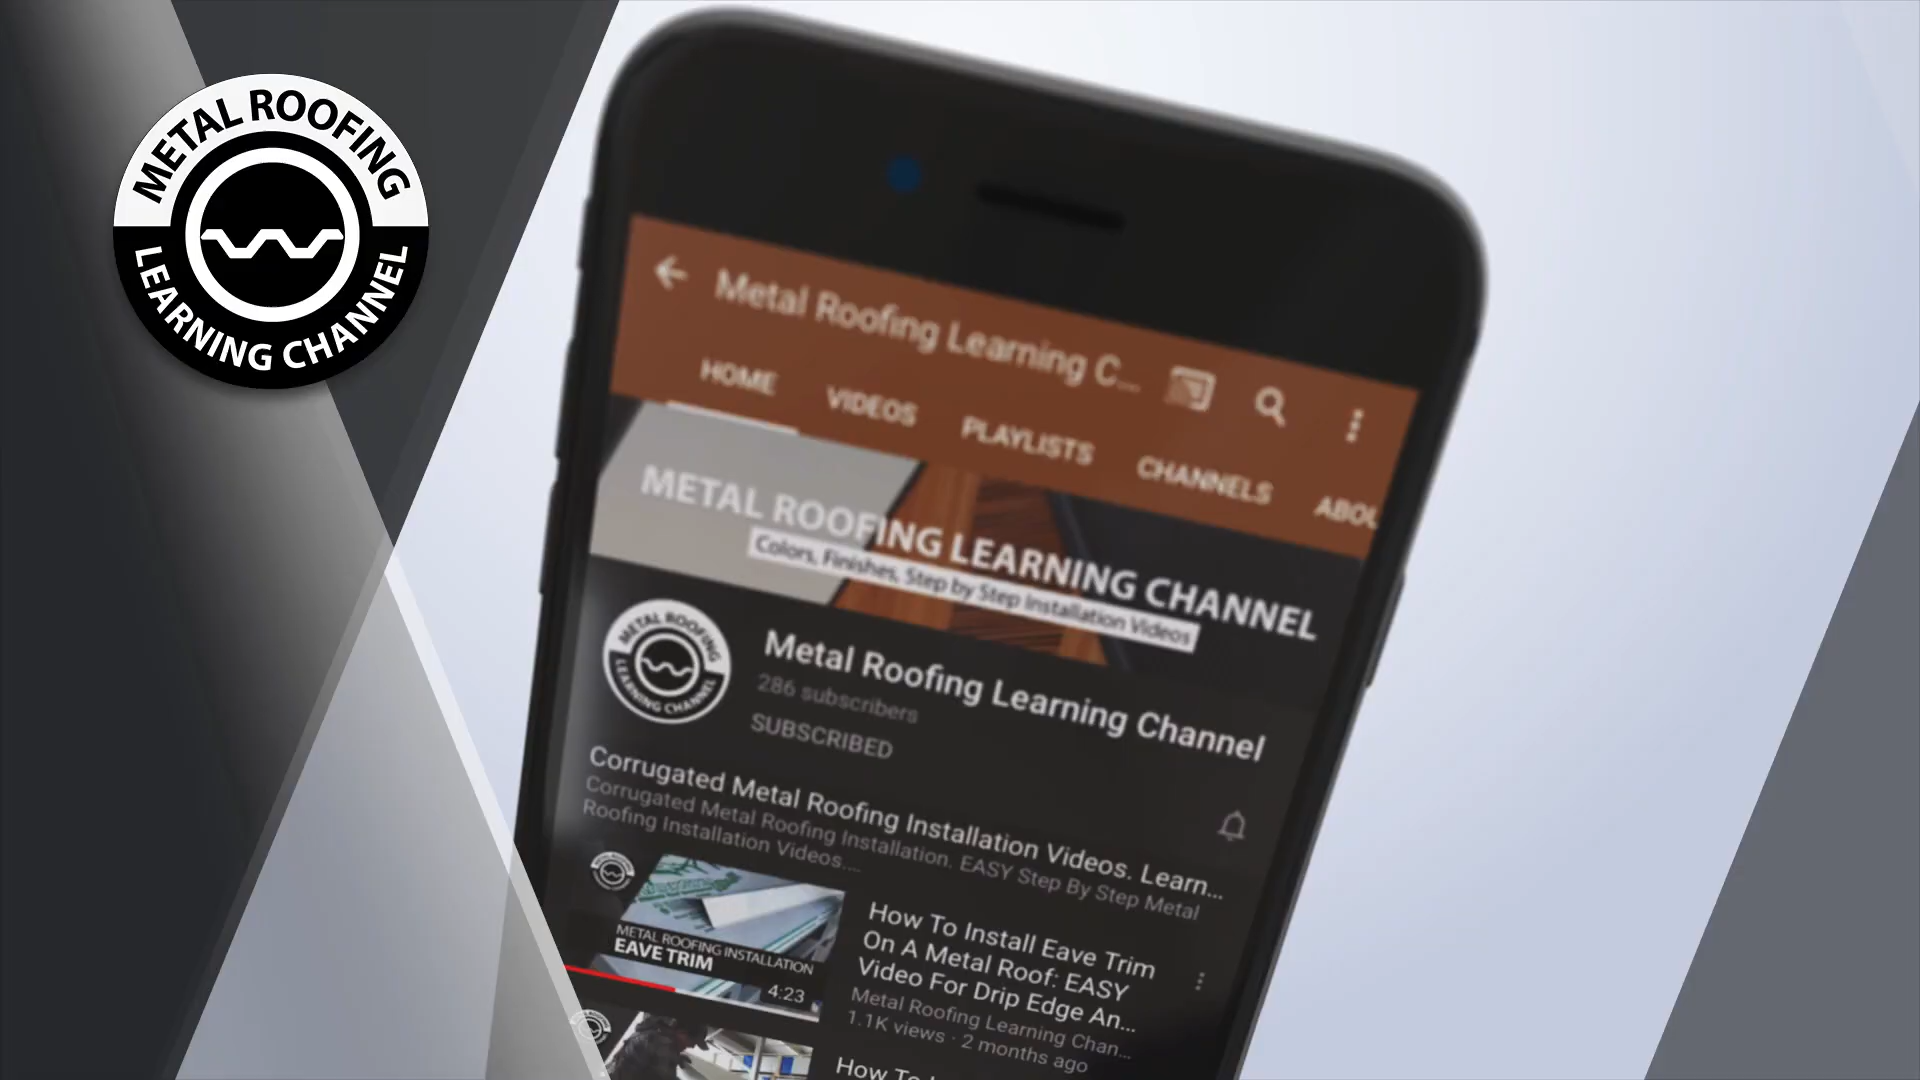 METAL ROOFING
LEARNING CHANNEL
Metal Roofing Learning C...
HOME VIDEOS PLAYLISTS CHANNELS ABOU
METAL ROOFING LEARNING CHANNEL
Colors, Finishes, Step by Step Installation Videos
METAL ROOFING
LEARNING CHANNEL
Metal Roofing Learning Channel
286 subscribers
SUBSCRIBED
Corrugated Metal Roofing Installation Videos. Learn...
Corrugated Metal Roofing Installation. EASY Step By Step Metal
Roofing Installation Videos....
METAL ROOFING INSTALLATION
EAVE TRIM
4:23
How To Install Eave Trim
On A Metal Roof: EASY
Video For Drip Edge An...
Metal Roofing Learning Chan...
1.1K views · 2 months ago
How To